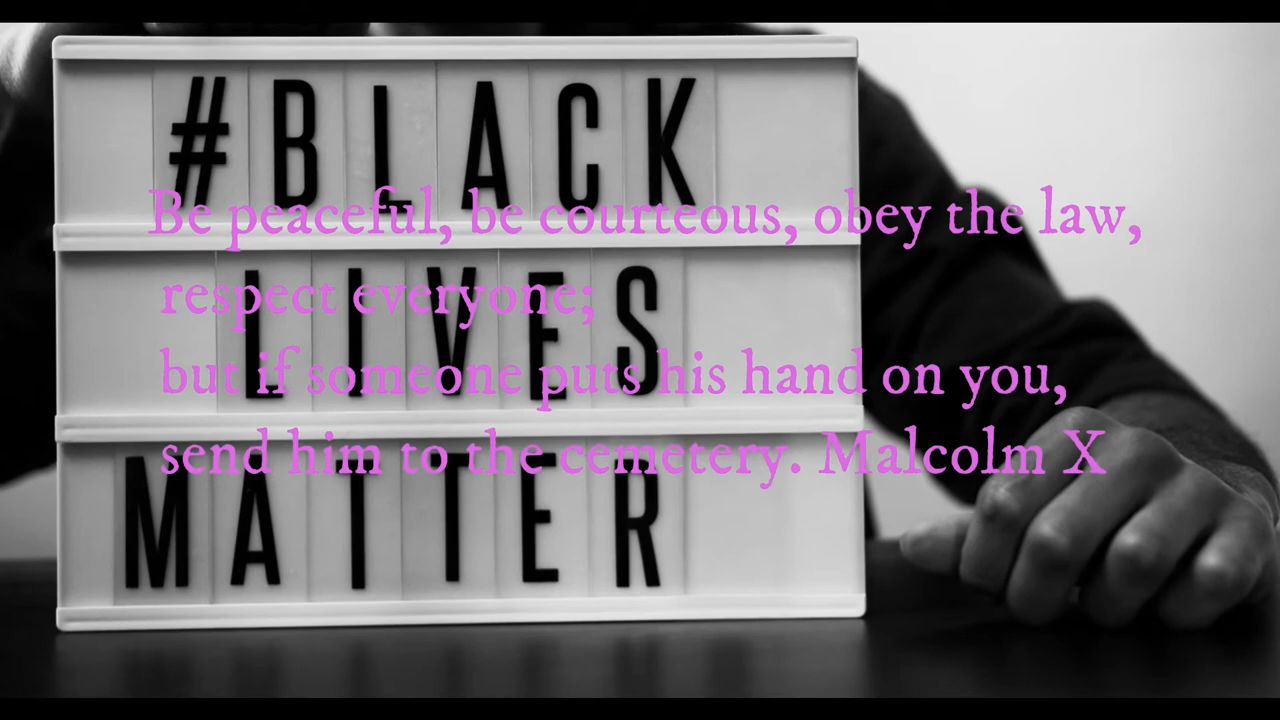 #BLACK
LIVES
MATTER
Be peaceful, be courteous, obey the law,
respect everyone;
but if someone puts his hand on you,
send him to the cemetery. Malcolm X